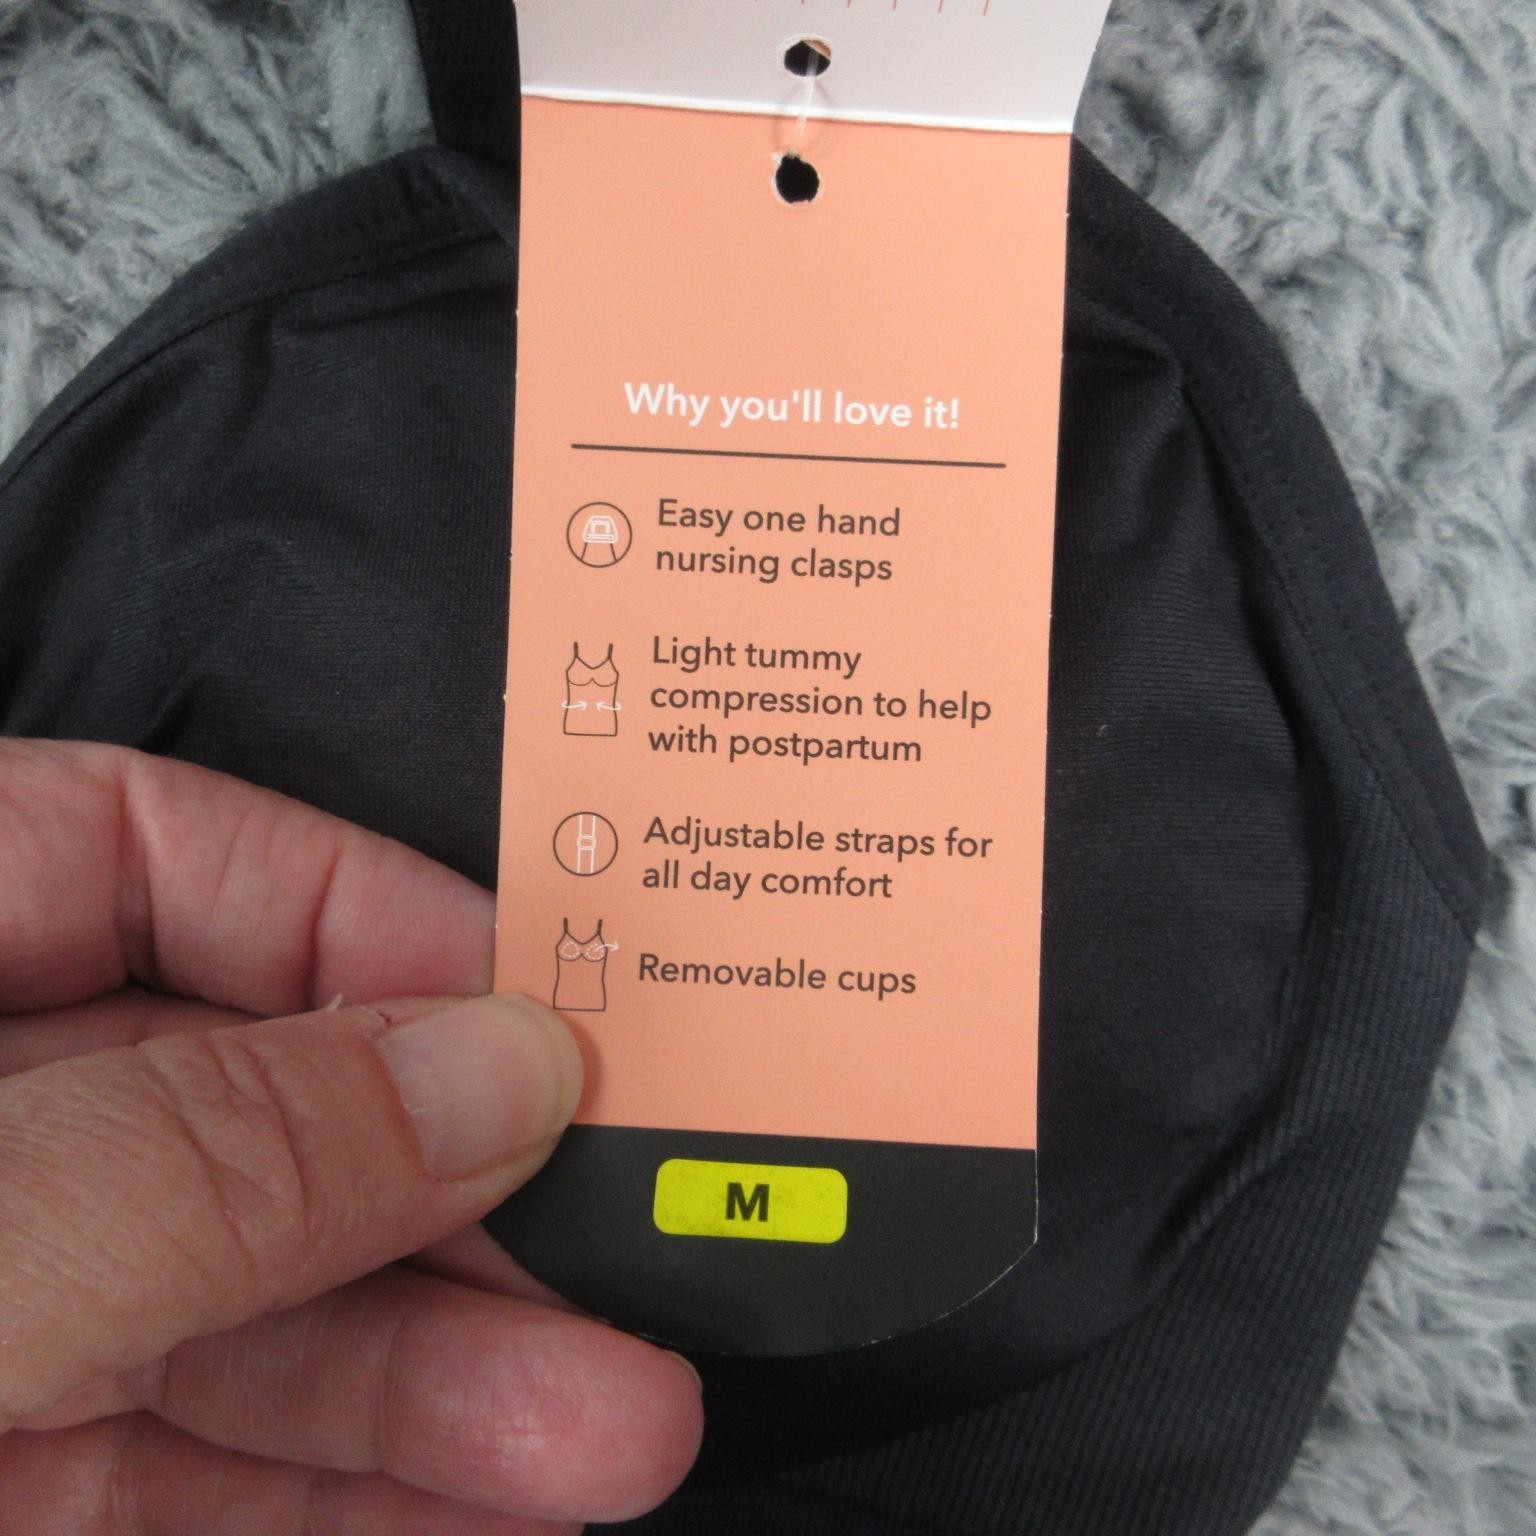 Why you'll love it!
Easy one hand
nursing clasps
Light tummy
compression to help
with postpartum
Adjustable straps for
all day comfort
Removable cups
M